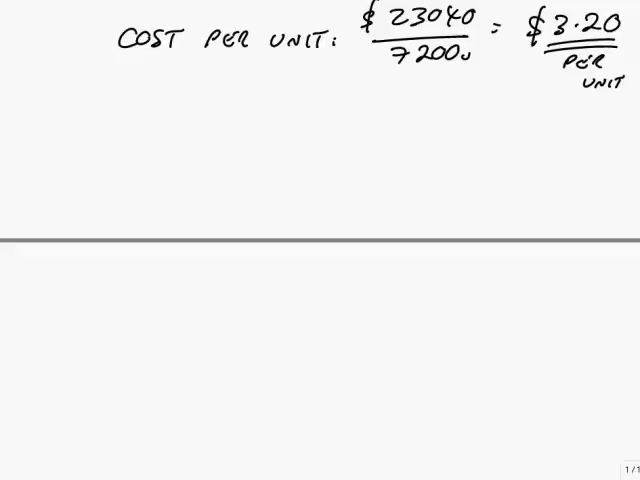 COST PER UNIT: $23040 = $3.20
7200u PER
UNIT
1/1